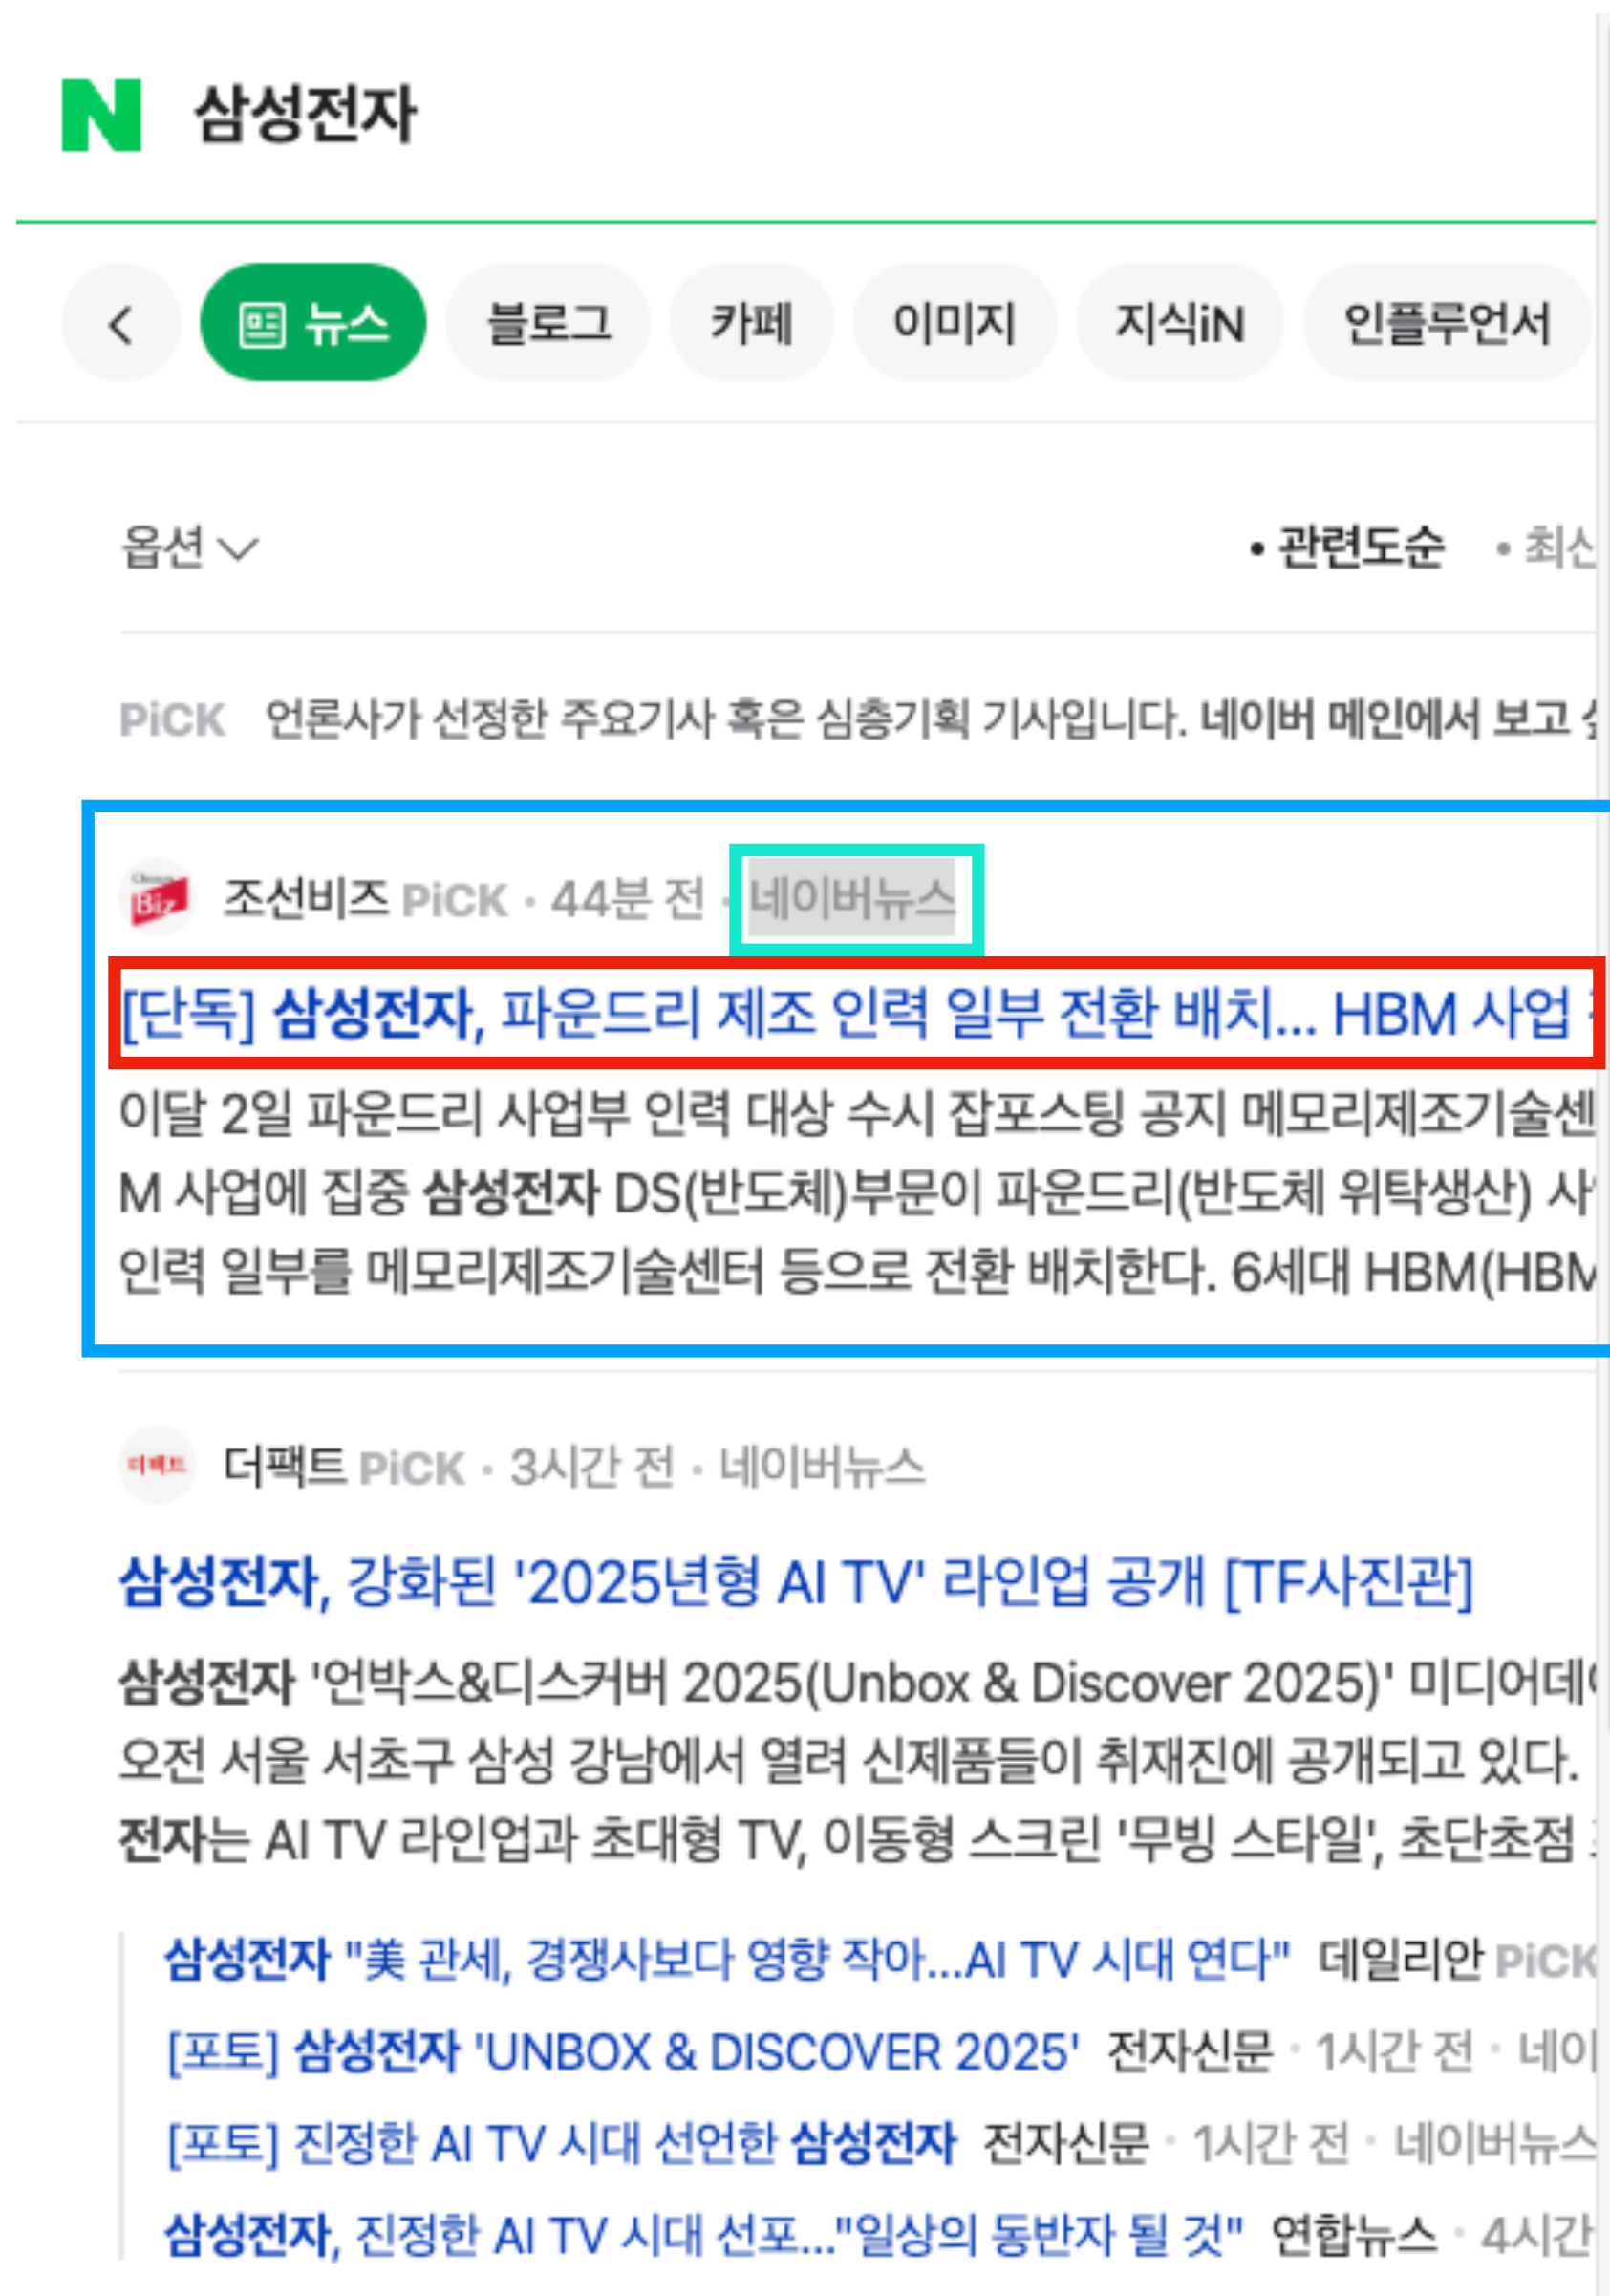 N 삼성전자
뉴스 블로그 카페 이미지 지식iN 인플루언서
옵션 • 관련도순 • 최신
PiCK 언론사가 선정한 주요기사 혹은 심층기획 기사입니다. 네이버 메인에서 보고
Biz 조선비즈 PiCK · 44분 전 · 네이버뉴스
[단독] 삼성전자, 파운드리 제조 인력 일부 전환 배치... HBM 사업
이달 2일 파운드리 사업부 인력 대상 수시 잡포스팅 공지 메모리제조기술센
M 사업에 집중 삼성전자 DS(반도체)부문이 파운드리(반도체 위탁생산) 사
인력 일부를 메모리제조기술센터 등으로 전환 배치한다. 6세대 HBM(HBM
더팩트 더팩트 PiCK · 3시간 전 · 네이버뉴스
삼성전자, 강화된 '2025년형 AI TV' 라인업 공개 [TF사진관]
삼성전자 '언박스&디스커버 2025(Unbox & Discover 2025)' 미디어데이
오전 서울 서초구 삼성 강남에서 열려 신제품들이 취재진에 공개되고 있다.
전자는 AI TV 라인업과 초대형 TV, 이동형 스크린 '무빙 스타일', 초단초점
삼성전자 "美 관세, 경쟁사보다 영향 작아...AI TV 시대 연다" 데일리안 PiCK
[포토] 삼성전자 'UNBOX & DISCOVER 2025' 전자신문 · 1시간 전 · 네이
[포토] 진정한 AI TV 시대 선언한 삼성전자 전자신문 · 1시간 전 · 네이버뉴스
삼성전자, 진정한 AI TV 시대 선포..."일상의 동반자 될 것" 연합뉴스 · 4시간